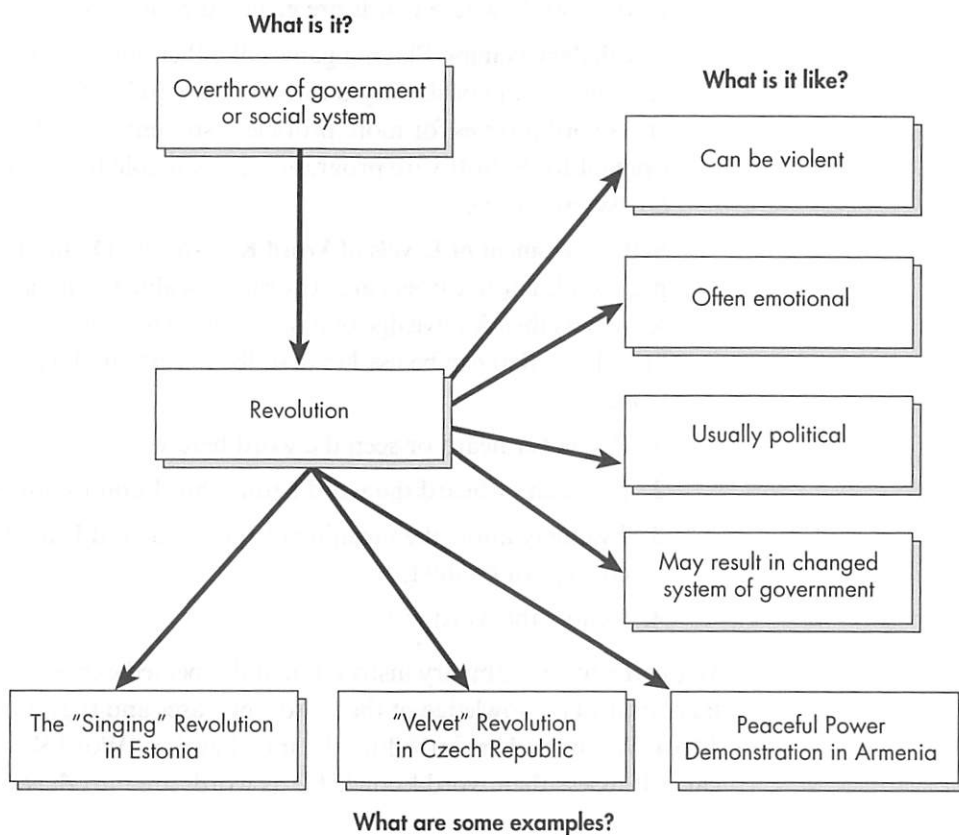 What is it?
Overthrow of government
or social system
What is it like?
Can be violent
Often emotional
Revolution
Usually political
May result in changed
system of government
The “Singing” Revolution
in Estonia
“Velvet” Revolution
in Czech Republic
Peaceful Power
Demonstration in Armenia
What are some examples?